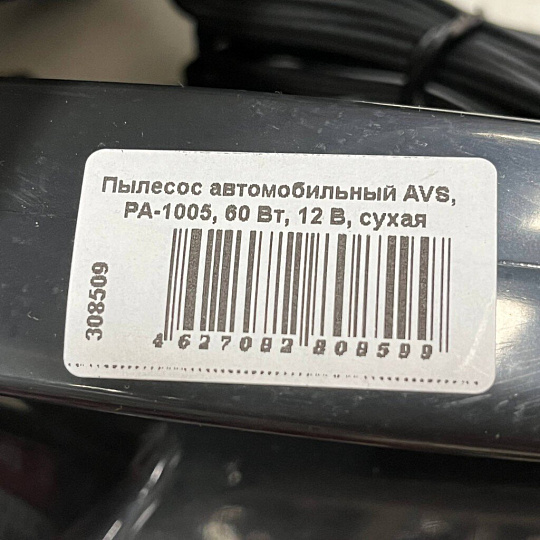 Пылесос автомобильный AVS,
PA-1005, 60 Вт, 12 В, сухая
308509
4 627082 808599